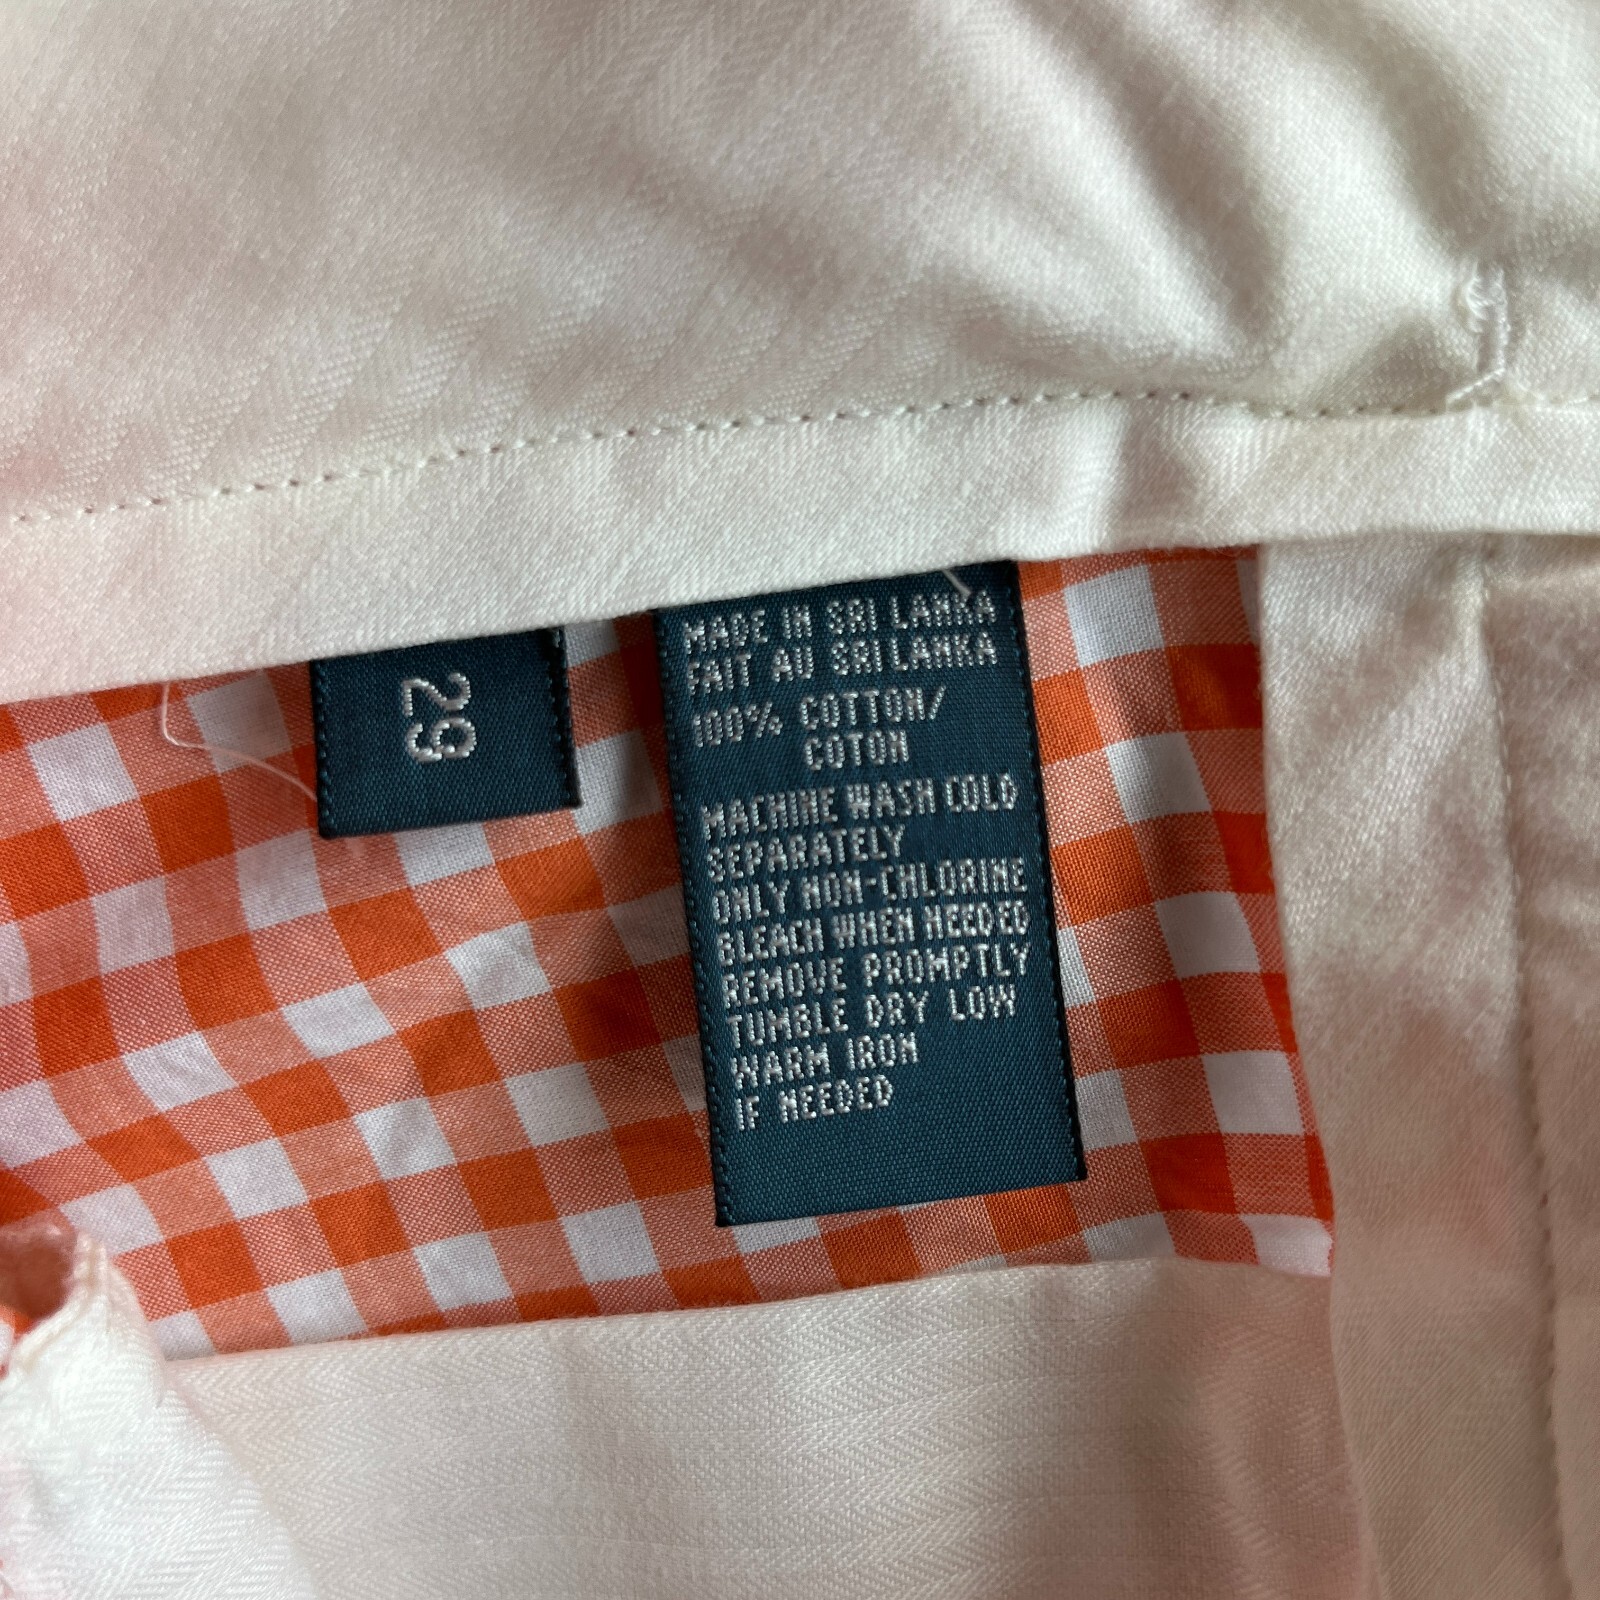 29
MADE IN SRI LANKA
FAIT AU SRI LANKA
100% COTTON/
COTON
MACHINE WASH COLD
SEPARATELY
ONLY NON-CHLORINE
BLEACH WHEN NEEDED
REMOVE PROMPTLY
TUMBLE DRY LOW
WARM IRON
IF NEEDED